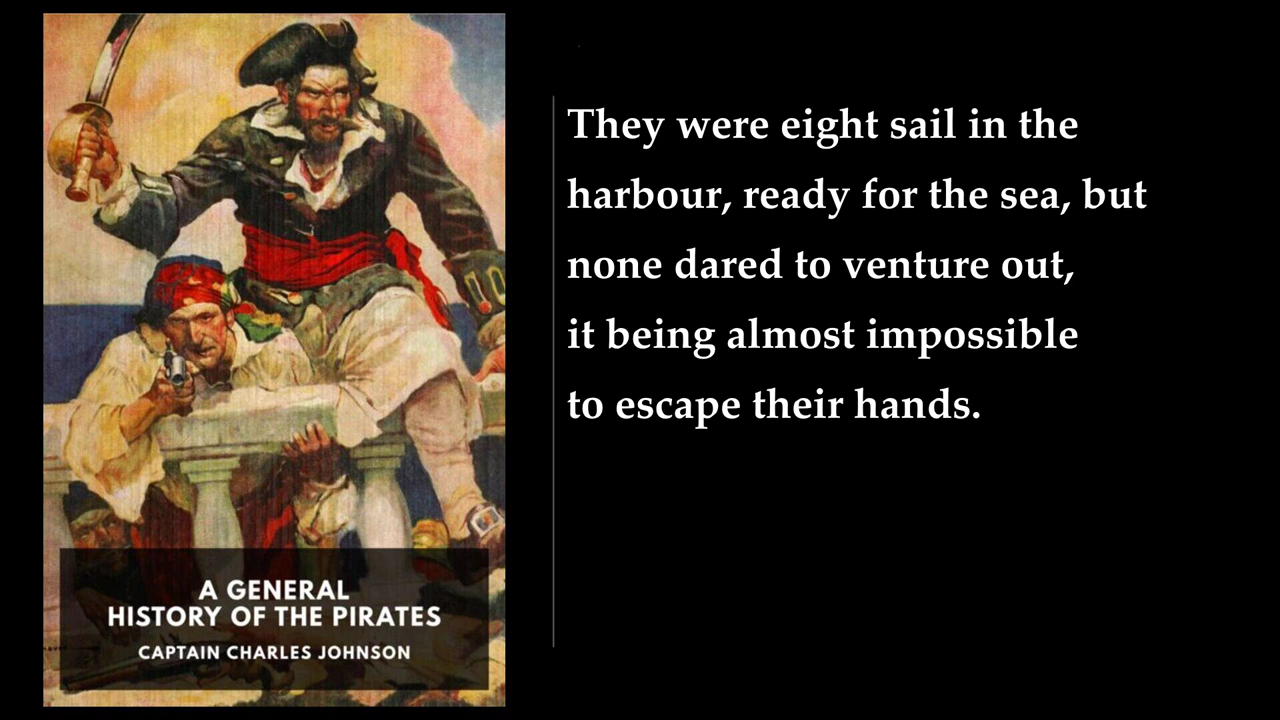 They were eight sail in the
harbour, ready for the sea, but
none dared to venture out,
it being almost impossible
to escape their hands.
A GENERAL
HISTORY OF THE PIRATES
CAPTAIN CHARLES JOHNSON